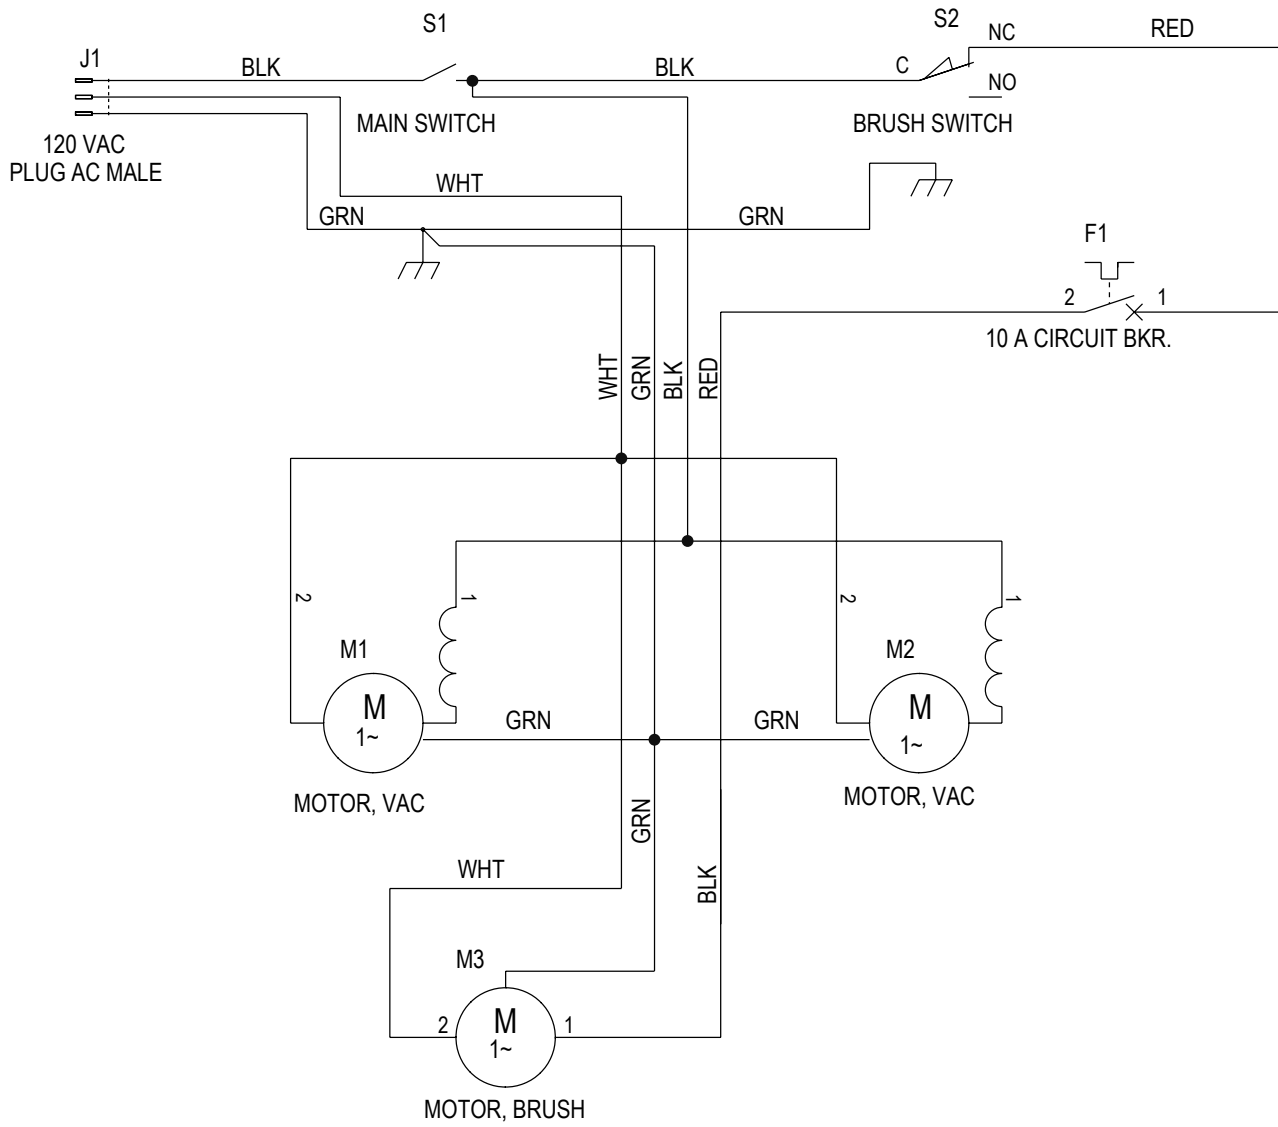 S1
S2
NC
RED
J1
BLK
BLK
C
NO
120 VAC
PLUG AC MALE
MAIN SWITCH
BRUSH SWITCH
WHT
GRN
GRN
F1
2
1
10 A CIRCUIT BKR.
WHT
GRN
BLK
RED
2
1
2
1
M1
M
1~
MOTOR, VAC
GRN
GRN
M2
M
1~
MOTOR, VAC
GRN
WHT
BLK
M3
2
M
1~
1
MOTOR, BRUSH